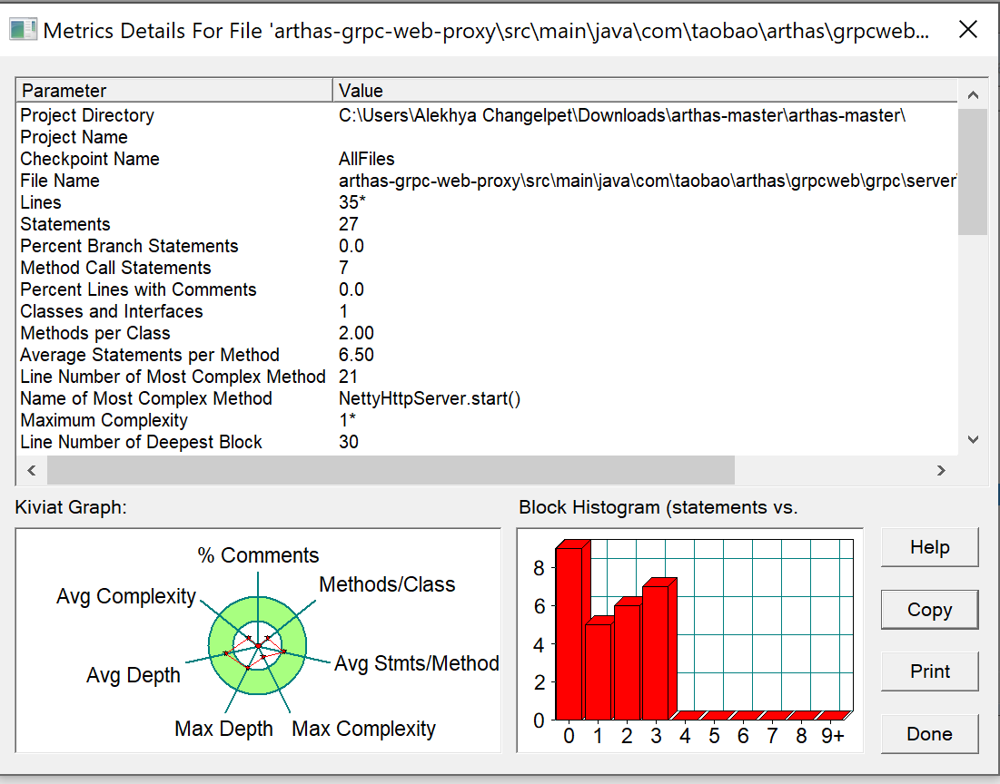 Metrics Details For File 'arthas-grpc-web-proxy\src\main\java\com\taobao\arthas\grpcweb...
Parameter Value
Project Directory C:\Users\Alekhya Changelpet\Downloads\arthas-master\arthas-master\
Project Name
Checkpoint Name AllFiles
File Name arthas-grpc-web-proxy\src\main\java\com\taobao\arthas\grpcweb\grpc\server\
Lines 35*
Statements 27
Percent Branch Statements 0.0
Method Call Statements 7
Percent Lines with Comments 0.0
Classes and Interfaces 1
Methods per Class 2.00
Average Statements per Method 6.50
Line Number of Most Complex Method 21
Name of Most Complex Method NettyHttpServer.start()
Maximum Complexity 1*
Line Number of Deepest Block 30
Kiviat Graph:
% Comments
Methods/Class
Avg Complexity
Avg Stmts/Method
Avg Depth
Max Depth
Max Complexity
Block Histogram (statements vs.
8
6
4
2
0
0 1 2 3 4 5 6 7 8 9+
Help
Copy
Print
Done